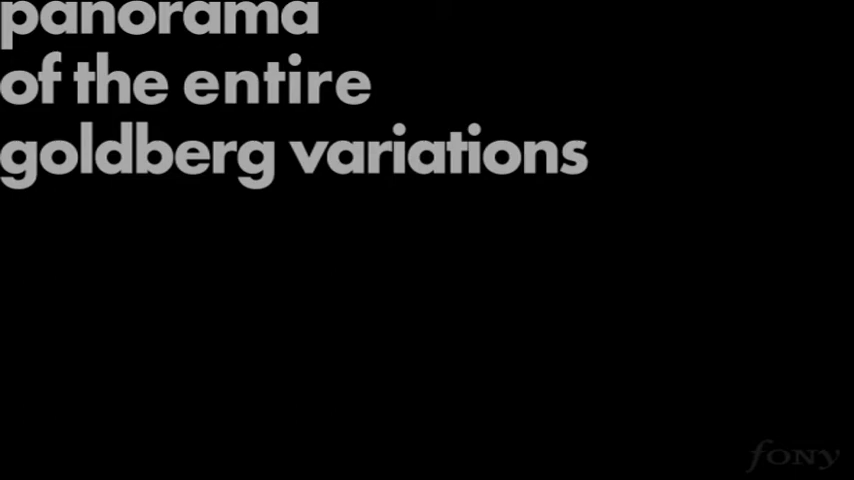 panorama
of the entire
goldberg variations
fony